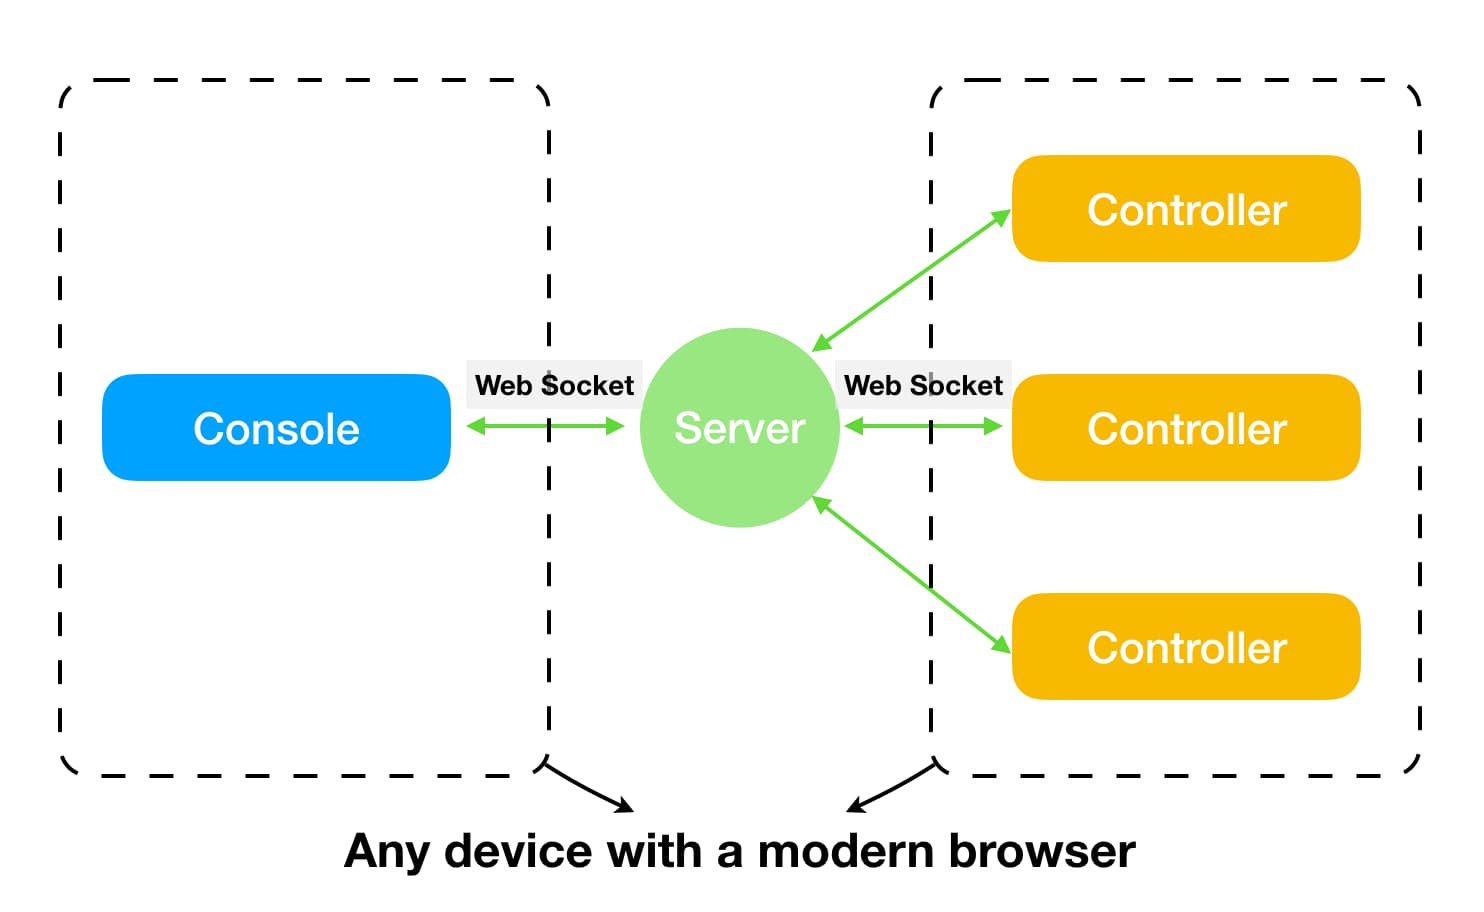 Controller
Web Socket
Web Socket
Console
Server
Controller
Controller
Any device with a modern browser